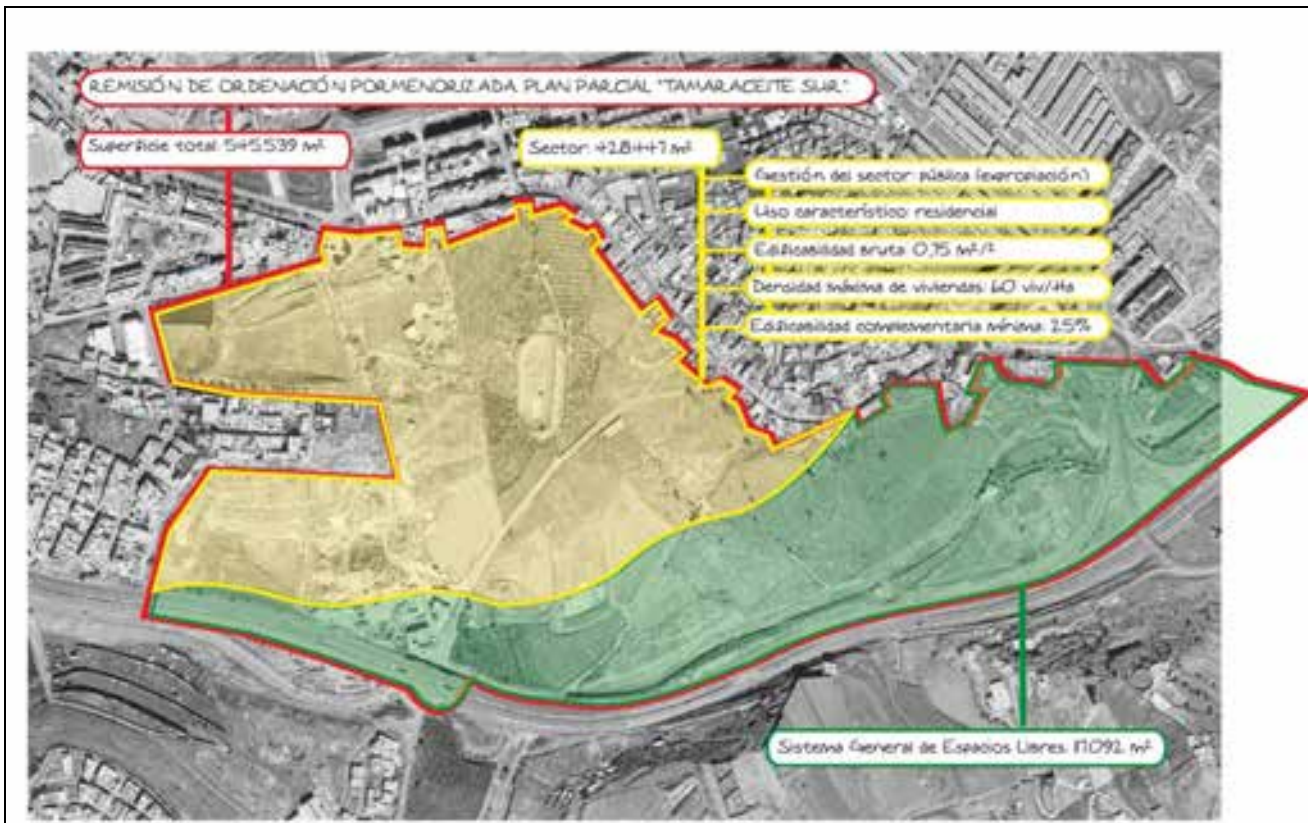 REMISIÓN DE ORDENACIÓN PORMENORIZADA PLAN PARCIAL "TAMARACEITE SUR"
Superficie total: 545.539 m²
Sector: 428.447 m²
Gestión del sector: pública (expropiación)
Uso característico: residencial
Edificabilidad bruta: 0,75 m²/²
Densidad máxima de viviendas: 60 viv/Ha
Edificabilidad complementaria mínima: 25%
Sistema General de Espacios Libres: 117.092 m²